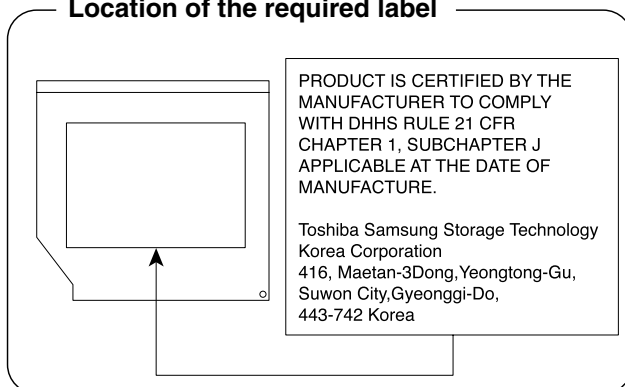 Location of the required label
PRODUCT IS CERTIFIED BY THE
MANUFACTURER TO COMPLY
WITH DHHS RULE 21 CFR
CHAPTER 1, SUBCHAPTER J
APPLICABLE AT THE DATE OF
MANUFACTURE.
Toshiba Samsung Storage Technology
Korea Corporation
416, Maetan-3Dong,Yeongtong-Gu,
Suwon City,Gyeonggi-Do,
443-742 Korea